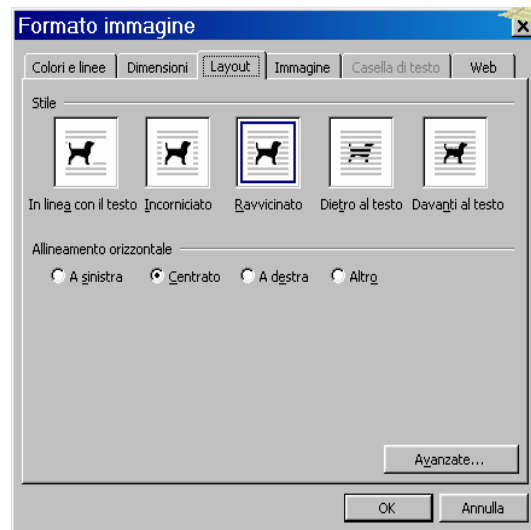 Formato immagine
Colori e linee Dimensioni Layout Immagine Casella di testo Web
Stile
In linea con il testo Incorniciato Ravvicinato Dietro al testo Davanti al testo
Allineamento orizzontale
A sinistra Centrato A destra Altro
Avanzate...
OK Annulla